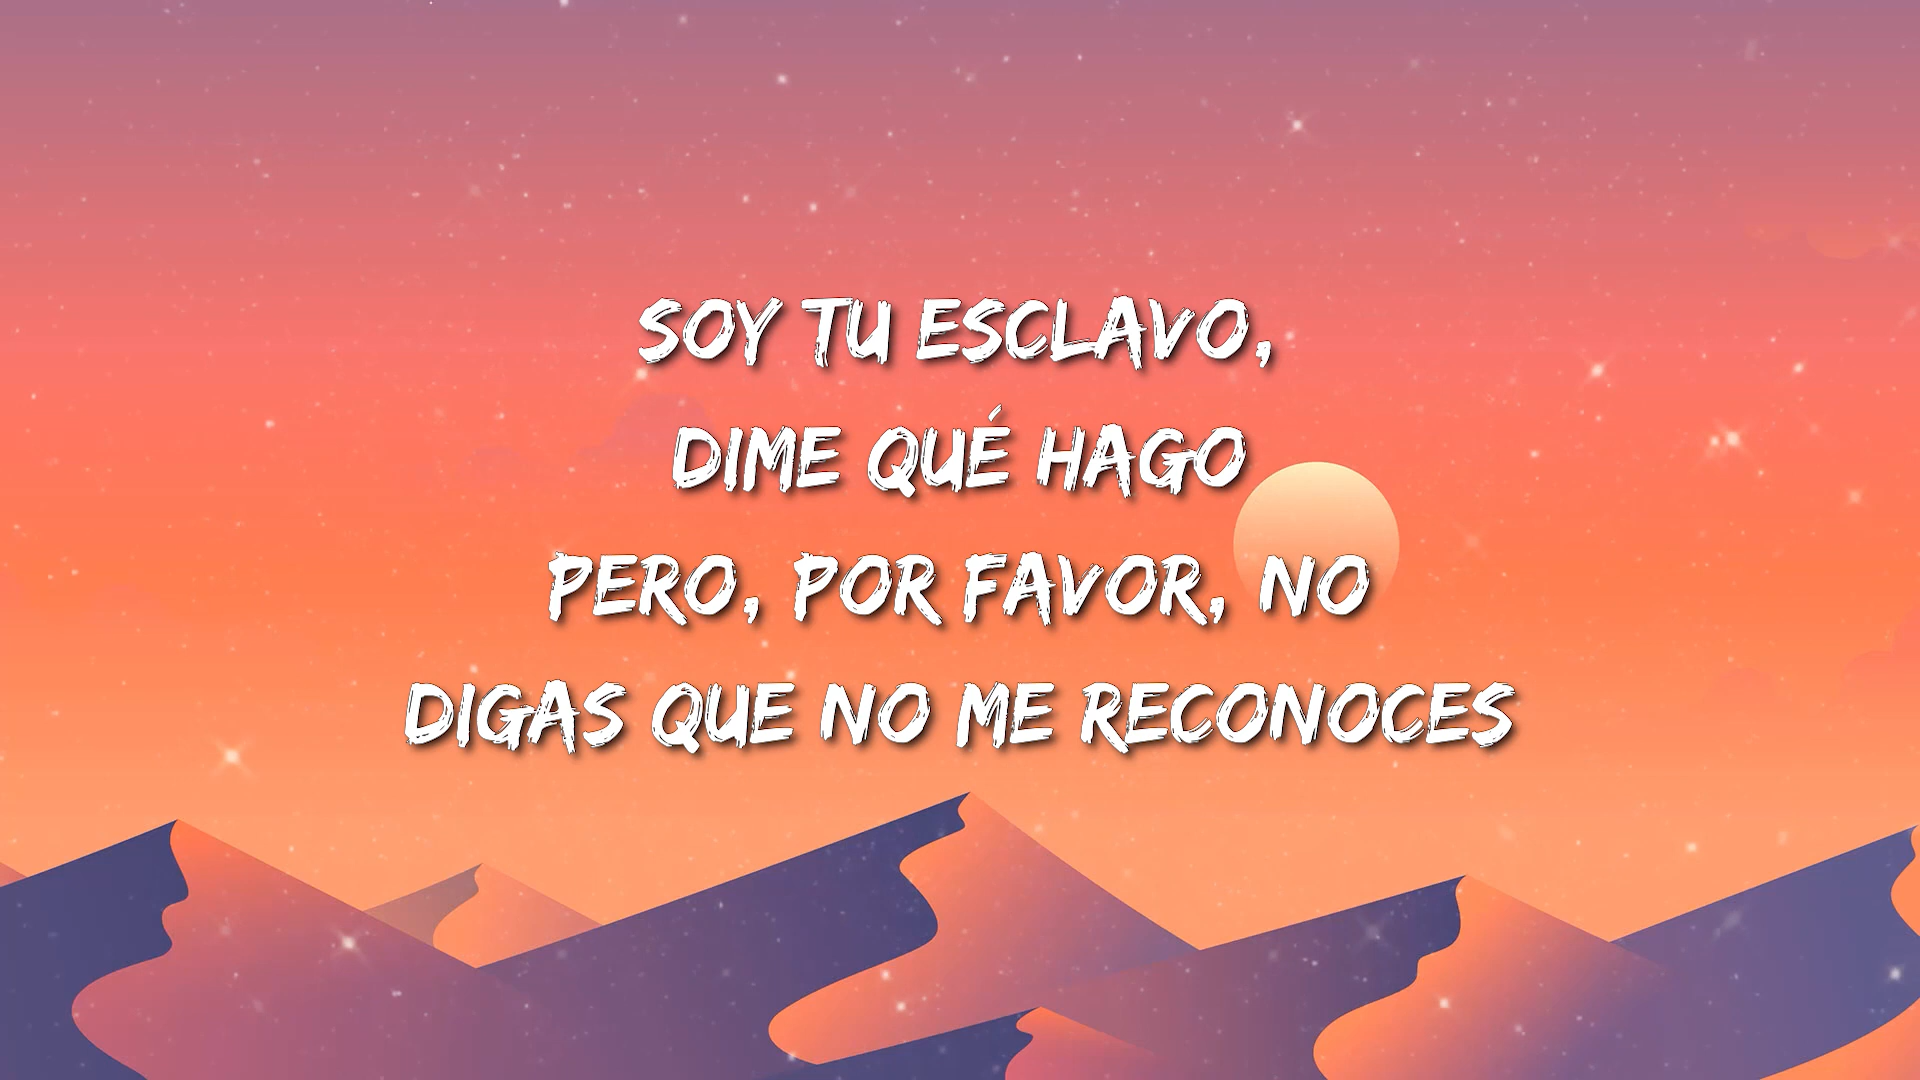 SOY TU ESCLAVO,
DIME QUÉ HAGO
PERO, POR FAVOR, NO
DIGAS QUE NO ME RECONOCES